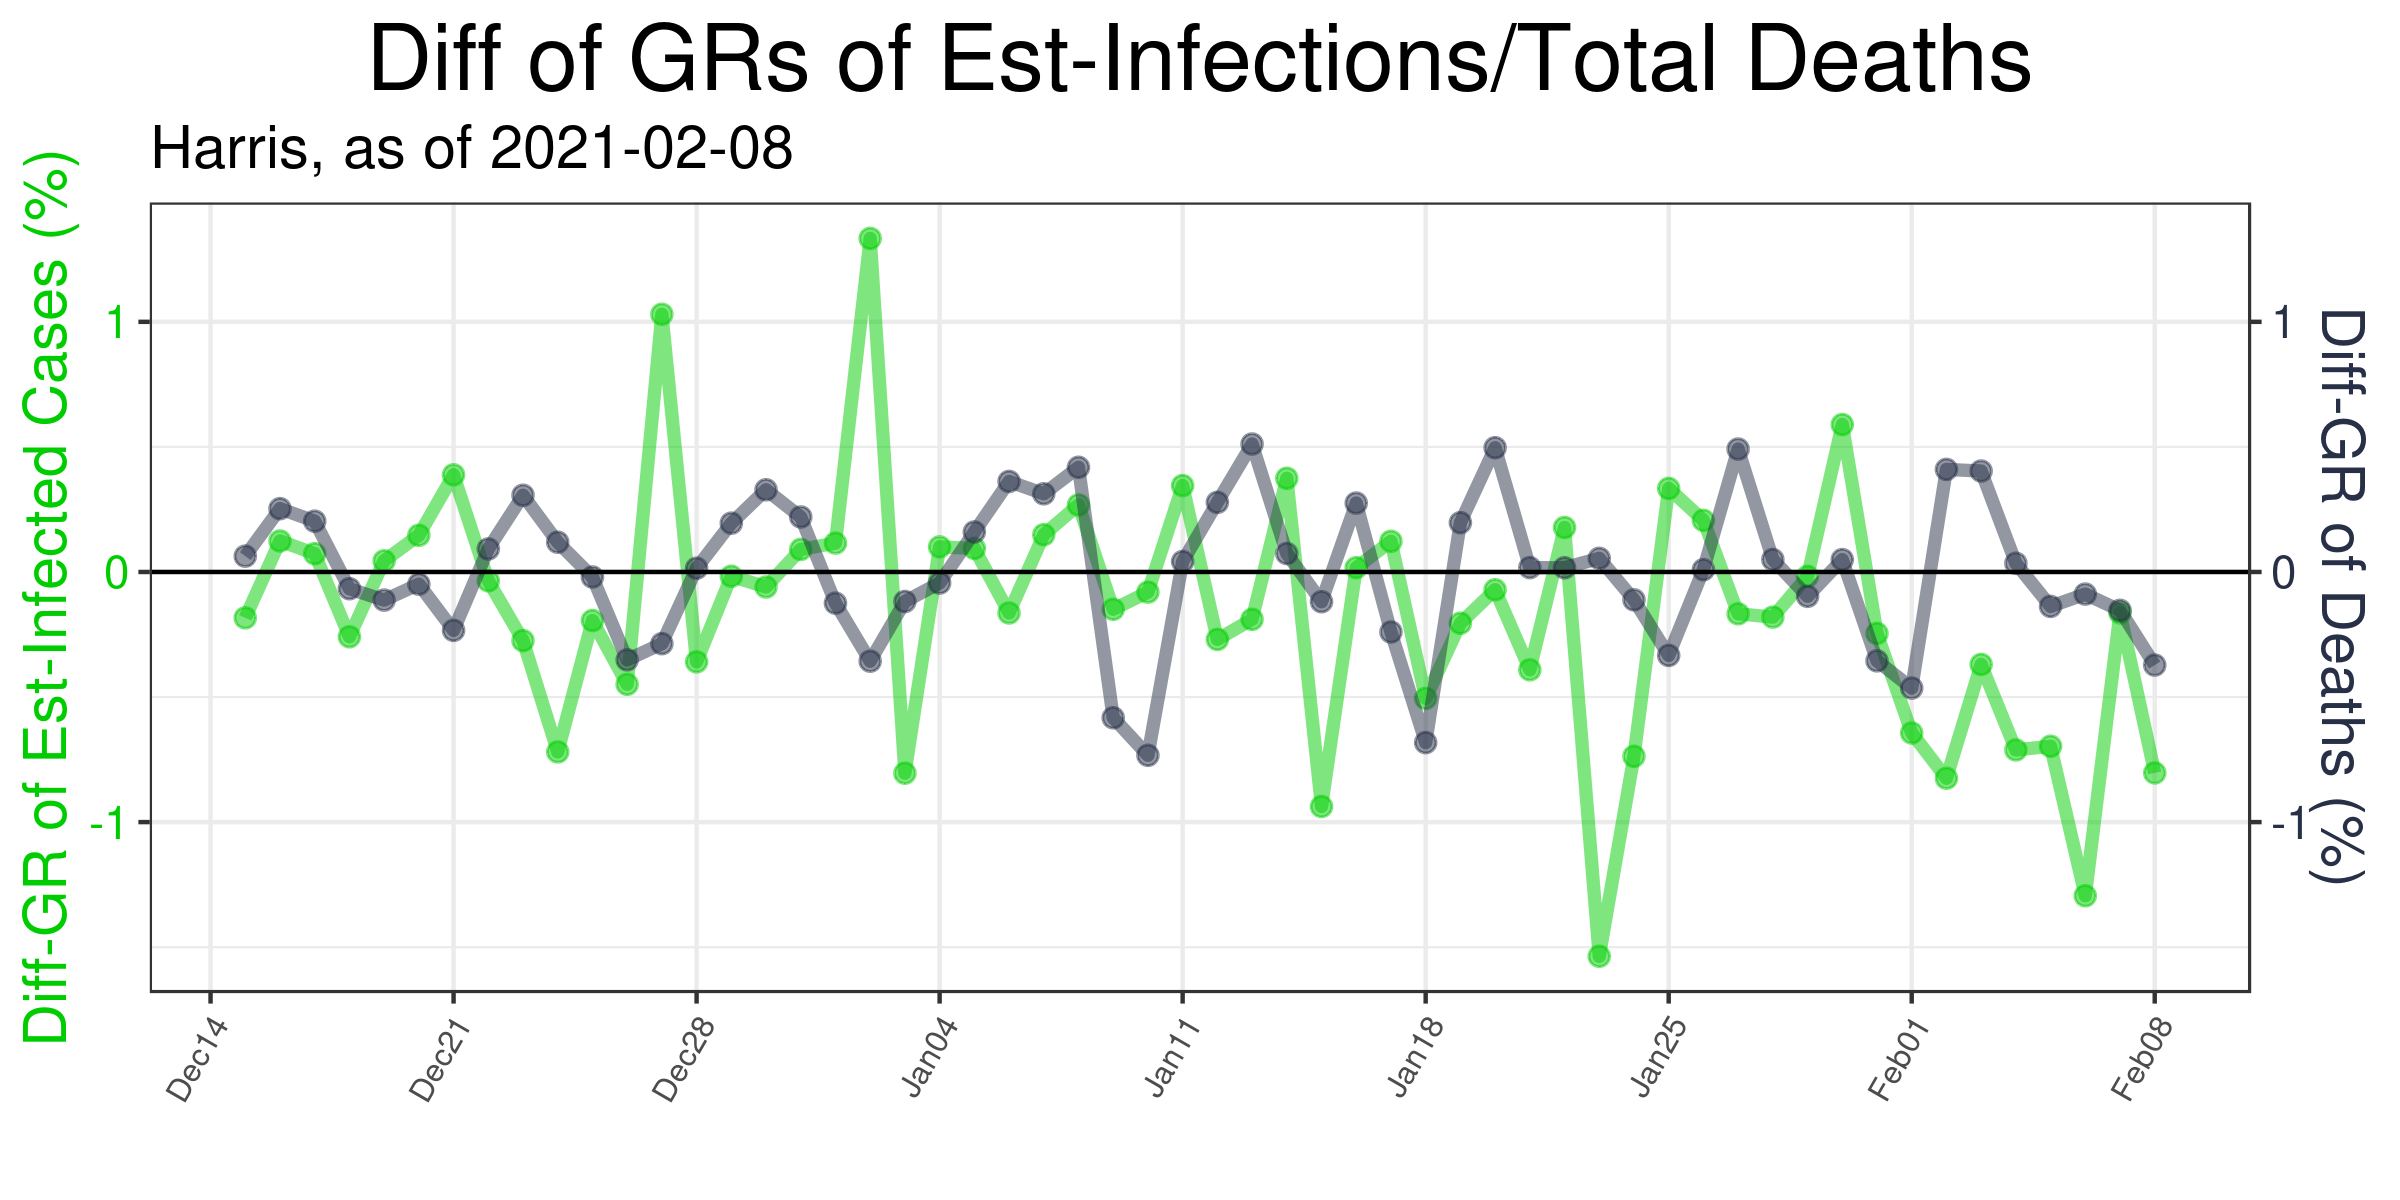 Diff of GRs of Est-Infections/Total Deaths
Harris, as of 2021-02-08
Diff-GR of Est-Infected Cases (%)
1
0
-1
1
0
-1
Diff-GR of Deaths (%)
Dec14
Dec21
Dec28
Jan04
Jan11
Jan18
Jan25
Feb01
Feb08